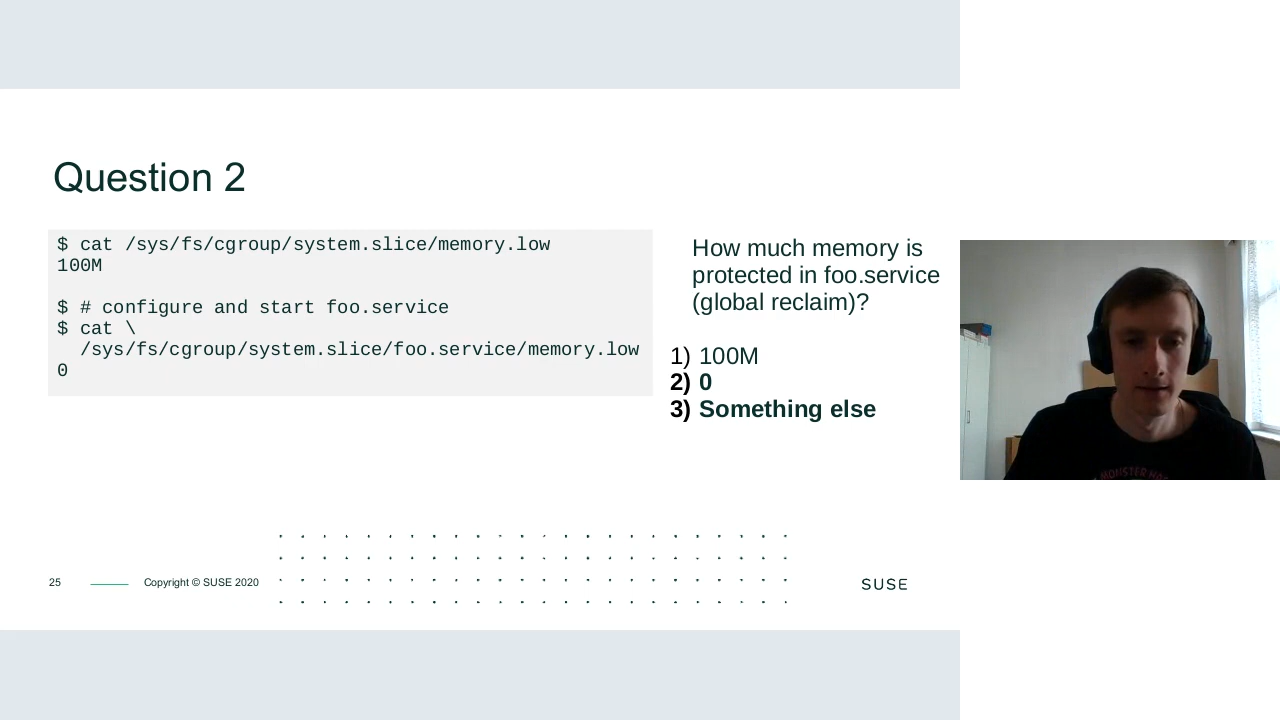 Question 2
$ cat /sys/fs/cgroup/system.slice/memory.low
100M
$ # configure and start foo.service
$ cat \
/sys/fs/cgroup/system.slice/foo.service/memory.low
0
How much memory is
protected in foo.service
(global reclaim)?
1) 100M
2) 0
3) Something else
25
Copyright © SUSE 2020
SUSE
MONSTER